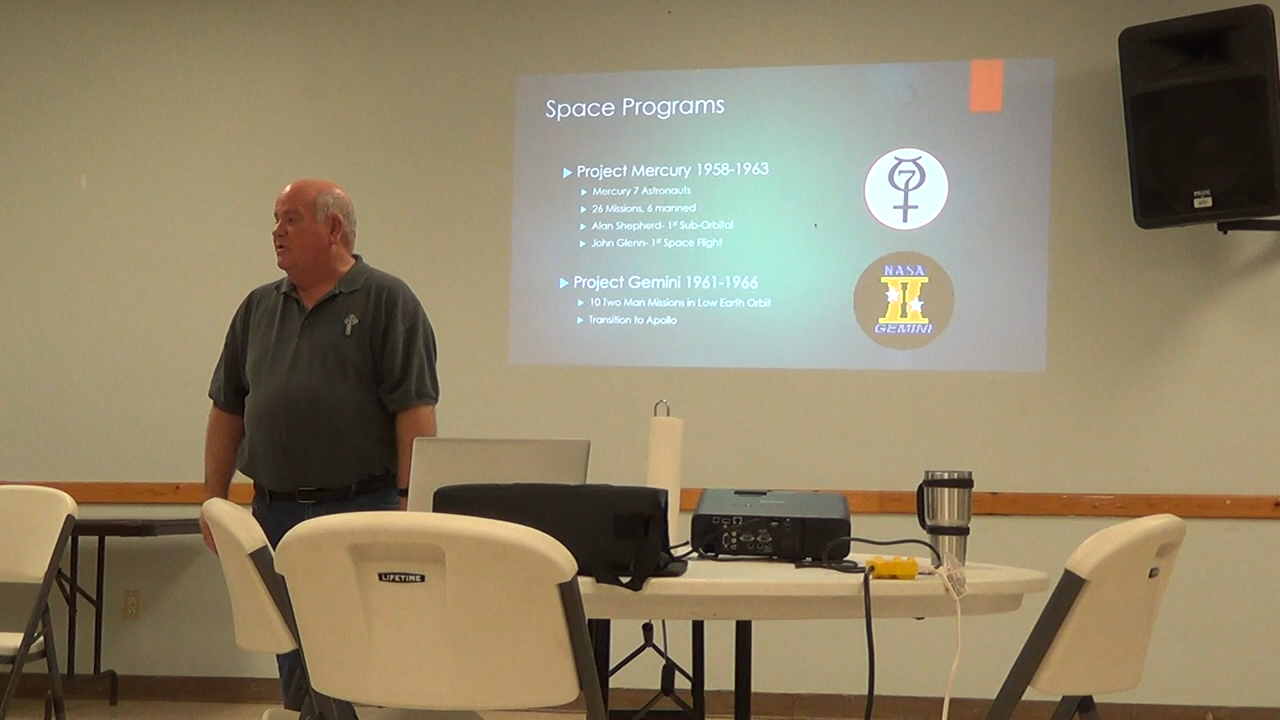 Space Programs
Project Mercury 1958-1963
Mercury 7 Astronauts
26 Missions, 6 manned
Alan Shepherd- 1st Sub-Orbital
John Glenn- 1st Space Flight
Project Gemini 1961-1966
10 Two Man Missions in Low Earth Orbit
Transition to Apollo
7
NASA
GEMINI
LIFETIME